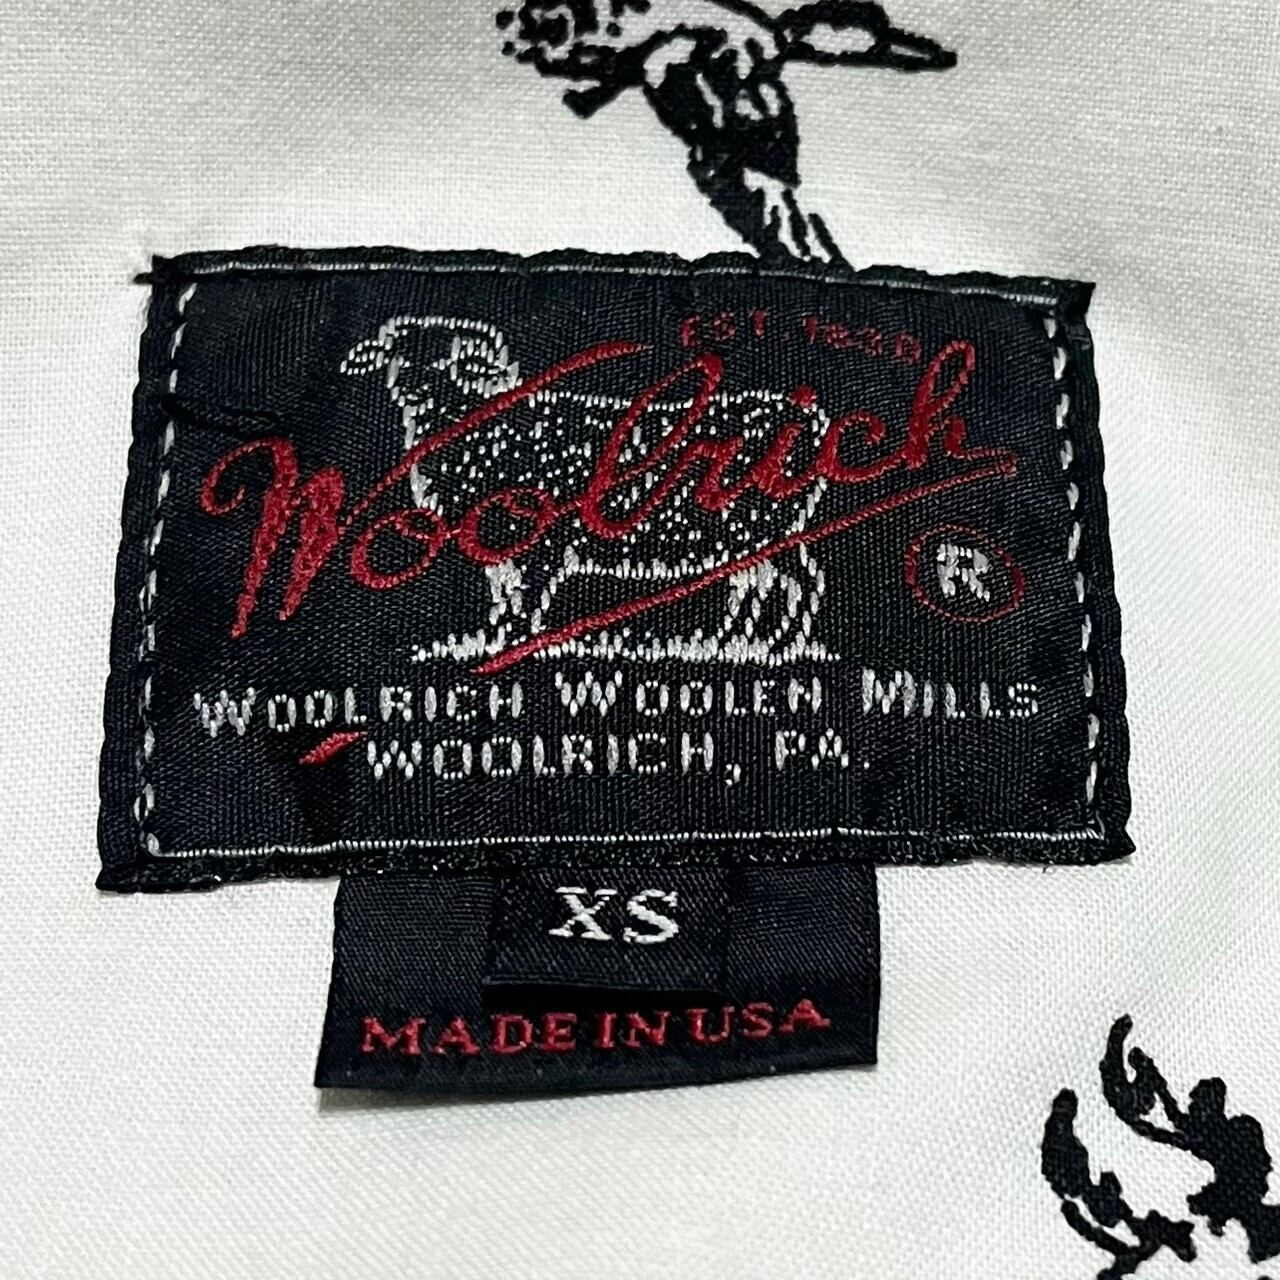 EST. 1830
Woolrich
R
WOOLRICH WOOLEN MILLS
WOOLRICH, PA.
XS
MADE IN USA